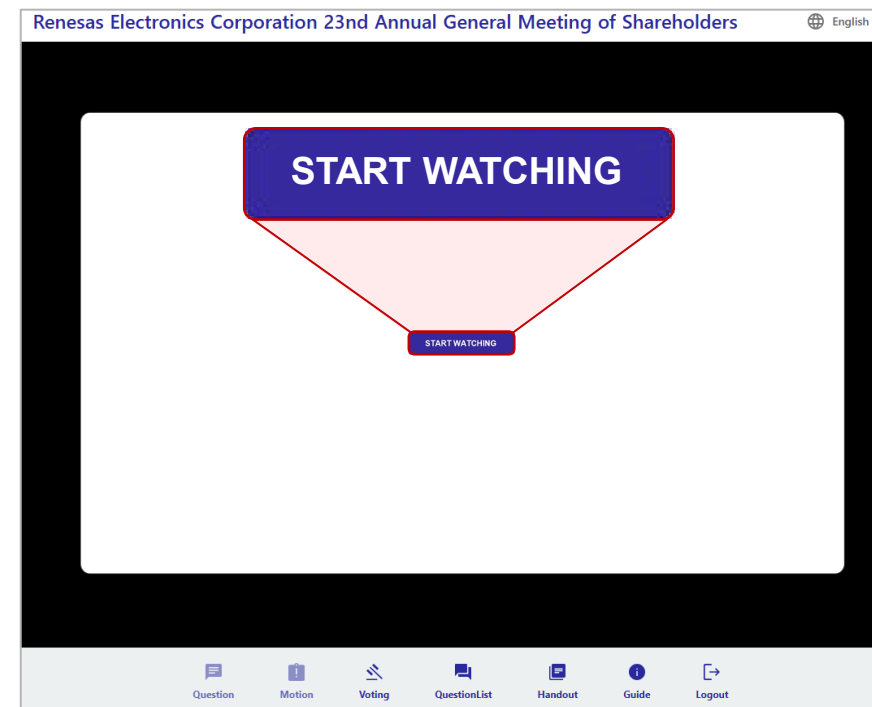 Renesas Electronics Corporation 23nd Annual General Meeting of Shareholders
English
START WATCHING
START WATCHING
Question
Motion
Voting
QuestionList
Handout
Guide
Logout